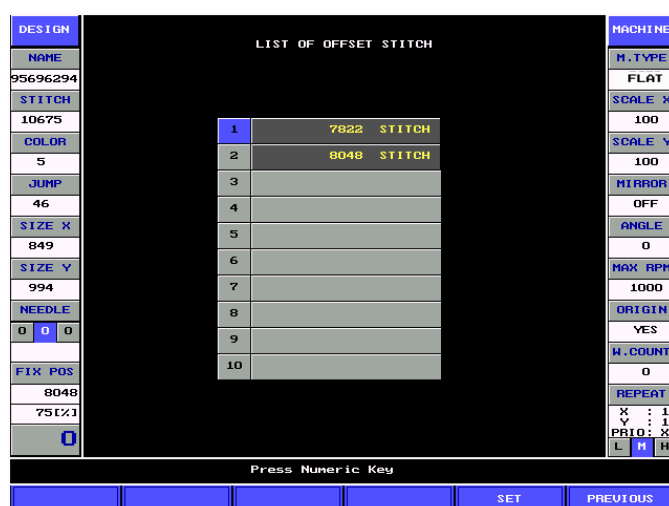 DESIGN
NAME
95696294
STITCH
10675
COLOR
5
JUMP
46
SIZE X
849
SIZE Y
994
NEEDLE
0 0 0
FIX POS
8048
75[%]
0
LIST OF OFFSET STITCH
1 7822 STITCH
2 8048 STITCH
3
4
5
6
7
8
9
10
MACHINE
M.TYPE
FLAT
SCALE X
100
SCALE Y
100
MIRROR
OFF
ANGLE
0
MAX RPM
1000
ORIGIN
YES
W.COUNT
0
REPEAT
X : 1
Y : 1
PRIO: X
L M H
Press Numeric Key
SET PREVIOUS